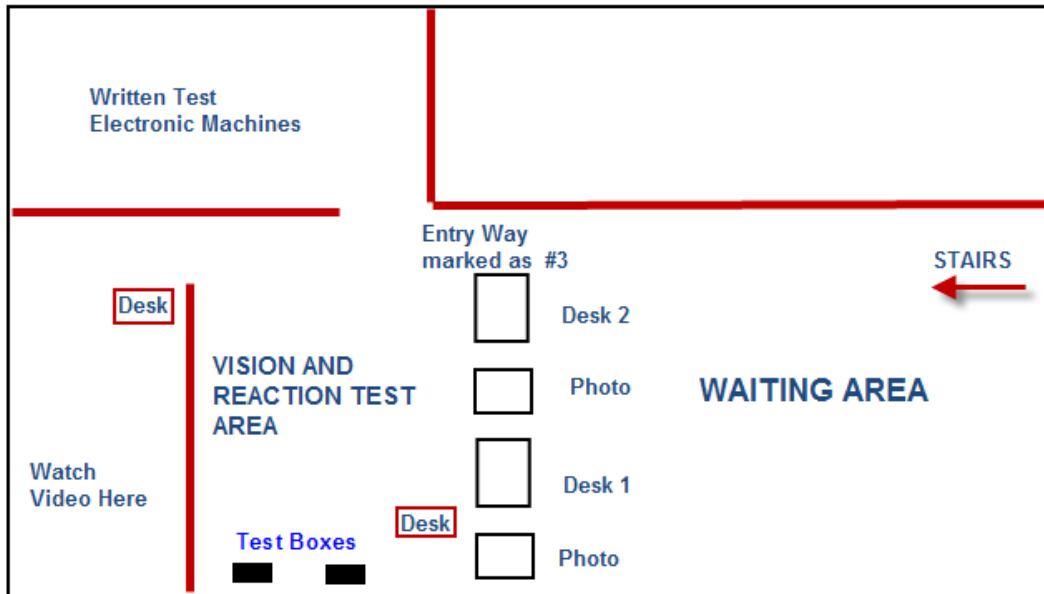 Written Test
Electronic Machines
Entry Way
marked as #3
STAIRS
Desk
Desk 2
VISION AND
REACTION TEST
AREA
Photo
WAITING AREA
Watch
Video Here
Desk 1
Desk
Test Boxes
Photo